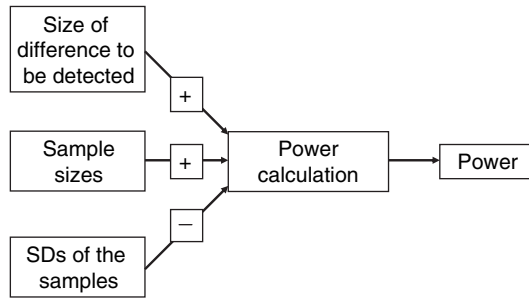 Size of
difference to
be detected
+
Sample
sizes
+
Power
calculation
Power
−
SDs of the
samples